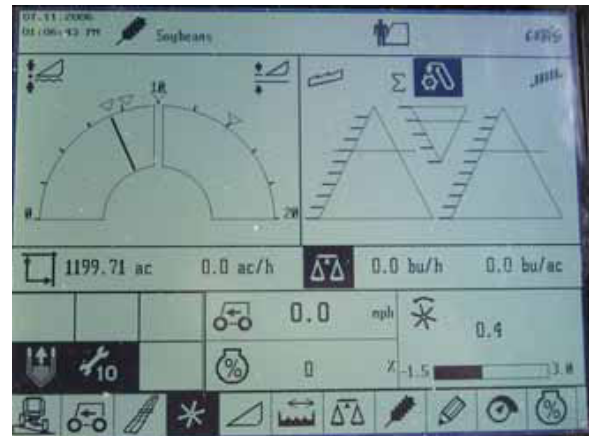 07.11.2006
01:06:43 PM
Soybeans
CEBIS
10
Σ
0
20
1199.71 ac
0.0 ac/h
0.0 bu/h
0.0 bu/ac
0.0 mph
0.4
10
%
0 %
-1.5
3.0
%